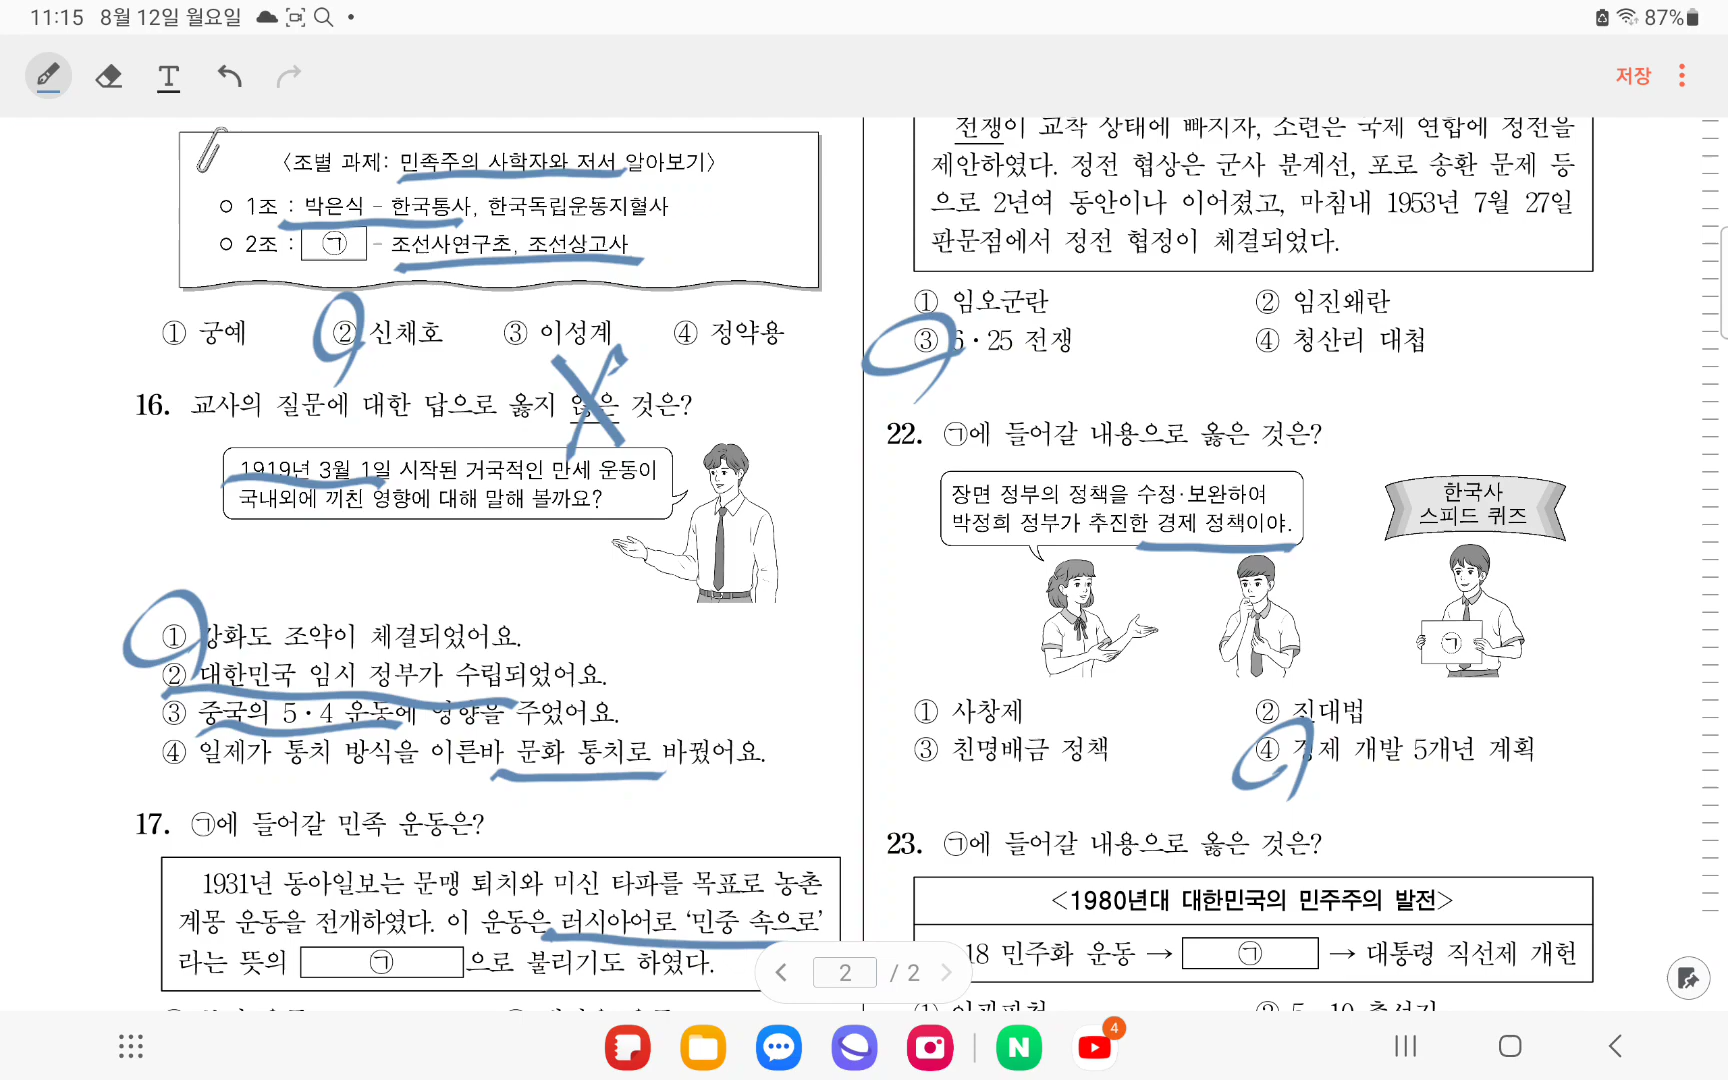 11:15 8월 12일 월요일
87%
저장
<조별 과제: 민족주의 사학자와 저서 알아보기>
○ 1조 : 박은식 – 한국통사, 한국독립운동지혈사
○ 2조 : ㉠ – 조선사연구초, 조선상고사
① 궁예 ② 신채호 ③ 이성계 ④ 정약용
16. 교사의 질문에 대한 답으로 옳지 않은 것은?
1919년 3월 1일 시작된 거국적인 만세 운동이
국내외에 끼친 영향에 대해 말해 볼까요?
① 강화도 조약이 체결되었어요.
② 대한민국 임시 정부가 수립되었어요.
③ 중국의 5·4 운동에 영향을 주었어요.
④ 일제가 통치 방식을 이른바 문화 통치로 바꿨어요.
17. ㉠에 들어갈 민족 운동은?
1931년 동아일보는 문맹 퇴치와 미신 타파를 목표로 농촌
계몽 운동을 전개하였다. 이 운동은 러시아어로 '민중 속으로'
라는 뜻의 ㉠ 으로 불리기도 하였다.
전쟁이 교착 상태에 빠지자, 소련은 국제 연합에 정전을
제안하였다. 정전 협상은 군사 분계선, 포로 송환 문제 등
으로 2년여 동안이나 이어졌고, 마침내 1953년 7월 27일
판문점에서 정전 협정이 체결되었다.
① 임오군란 ② 임진왜란
③ 6·25 전쟁 ④ 청산리 대첩
22. ㉠에 들어갈 내용으로 옳은 것은?
장면 정부의 정책을 수정·보완하여
박정희 정부가 추진한 경제 정책이야.
한국사
스피드 퀴즈
㉠
① 사창제 ② 진대법
③ 친명배금 정책 ④ 경제 개발 5개년 계획
23. ㉠에 들어갈 내용으로 옳은 것은?
<1980년대 대한민국의 민주주의 발전>
18 민주화 운동 → ㉠ → 대통령 직선제 개헌
2 / 2
4